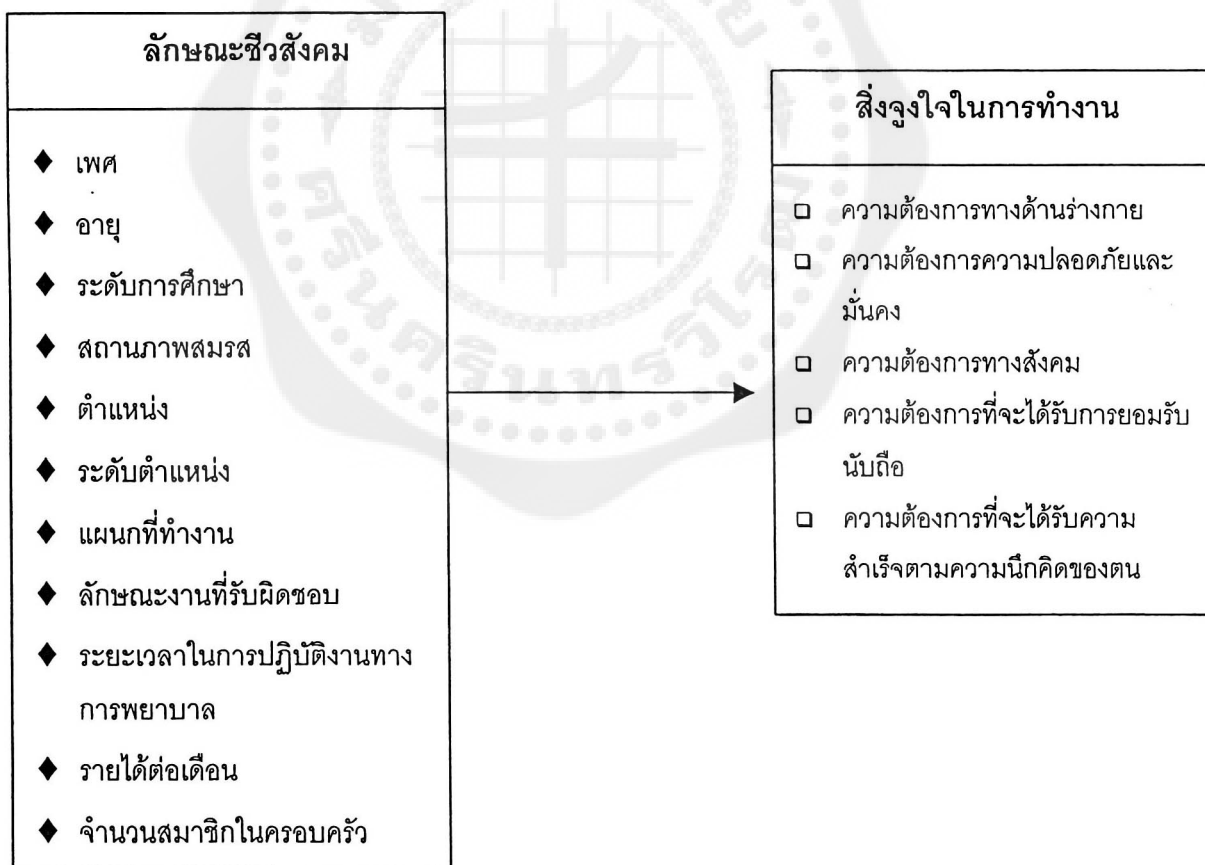 ลักษณะชีวสังคม
♦ เพศ
♦ อายุ
♦ ระดับการศึกษา
♦ สถานภาพสมรส
♦ ตำแหน่ง
♦ ระดับตำแหน่ง
♦ แผนกที่ทำงาน
♦ ลักษณะงานที่รับผิดชอบ
♦ ระยะเวลาในการปฏิบัติงานทาง
การพยาบาล
♦ รายได้ต่อเดือน
♦ จำนวนสมาชิกในครอบครัว
สิ่งจูงใจในการทำงาน
❑ ความต้องการทางด้านร่างกาย
❑ ความต้องการความปลอดภัยและ
มั่นคง
❑ ความต้องการทางสังคม
❑ ความต้องการที่จะได้รับการยอมรับ
นับถือ
❑ ความต้องการที่จะได้รับความ
สำเร็จตามความนึกคิดของตน
ศรีนครินทรวิโรฒ